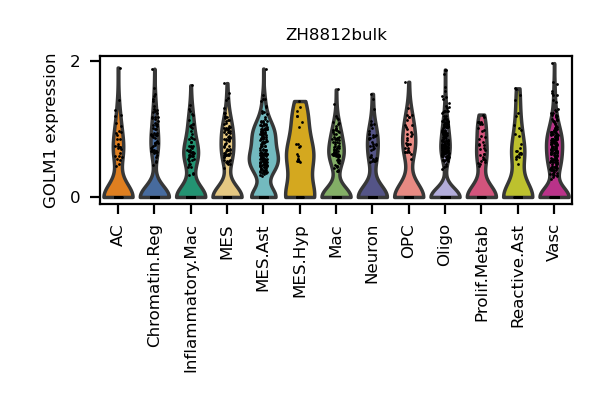 ZH8812bulk
GOLM1 expression
2
0
AC
Chromatin.Reg
Inflammatory.Mac
MES
MES.Ast
MES.Hyp
Mac
Neuron
OPC
Oligo
Prolif.Metab
Reactive.Ast
Vasc